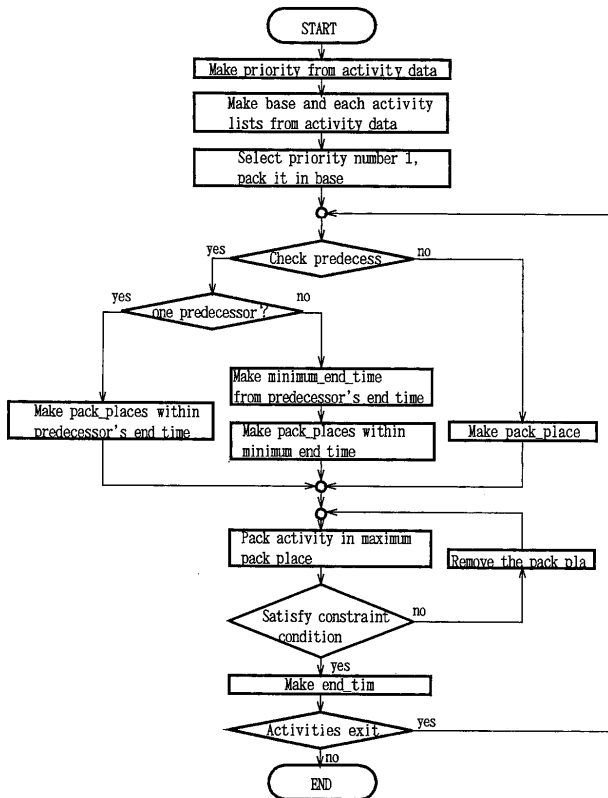 START
Make priority from activity data
Make base and each activity
lists from activity data
Select priority number 1,
pack it in base
yes
Check predecess
no
yes
one predecessor?
no
Make minimum_end_time
from predecessor's end time
Make pack_places within
predecessor's end time
Make pack_places within
minimum end time
Make pack_place
Pack activity in maximum
pack place
Remove the pack pla
Satisfy constraint
condition
no
yes
Make end_tim
Activities exit
yes
no
END